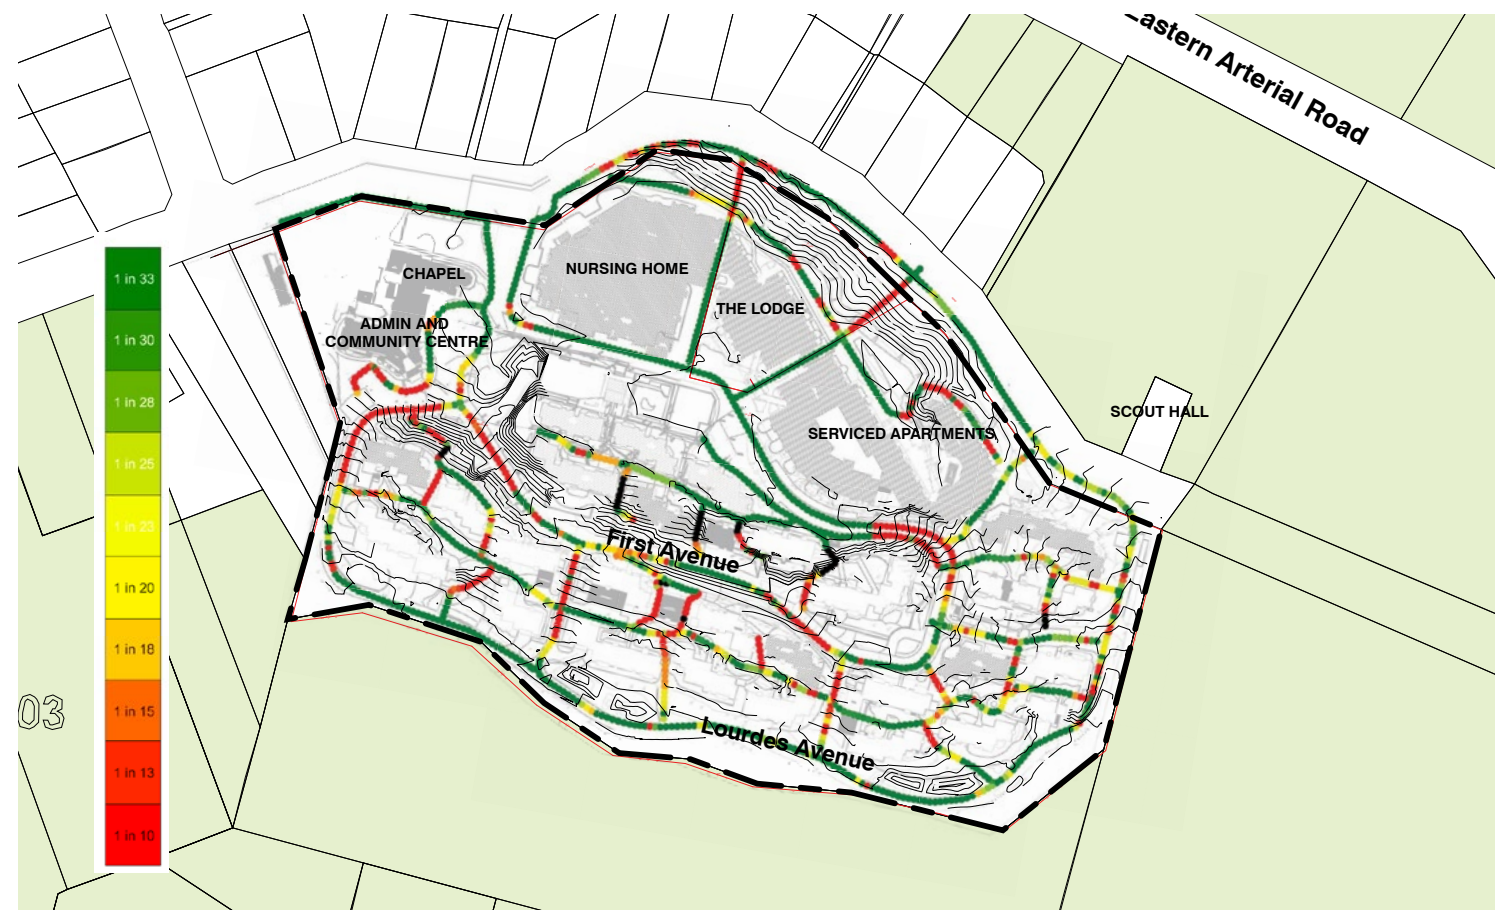 Eastern Arterial Road
1 in 33
CHAPEL
NURSING HOME
THE LODGE
ADMIN AND
COMMUNITY CENTRE
1 in 30
1 in 28
SCOUT HALL
SERVICED APARTMENTS
1 in 25
1 in 23
First Avenue
1 in 20
1 in 18
03
1 in 15
Lourdes Avenue
1 in 13
1 in 10